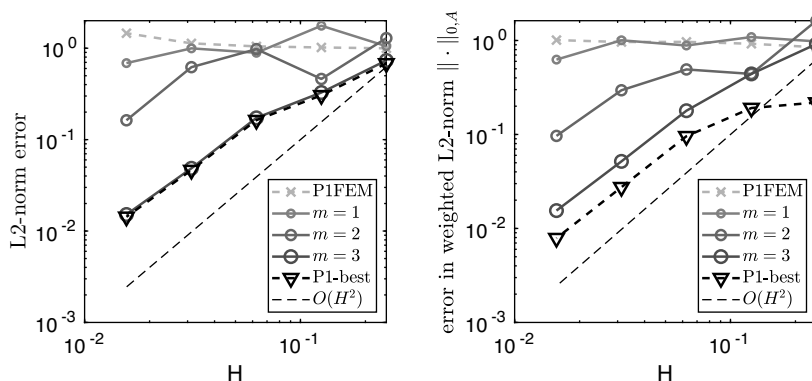 L2-norm error
10^0
10^{-1}
10^{-2}
10^{-3}
P1FEM
m = 1
m = 2
m = 3
P1-best
O(H^2)
10^{-2}
10^{-1}
H
error in weighted L2-norm ‖·‖_{0,A}
10^0
10^{-1}
10^{-2}
10^{-3}
P1FEM
m = 1
m = 2
m = 3
P1-best
O(H^2)
10^{-2}
10^{-1}
H